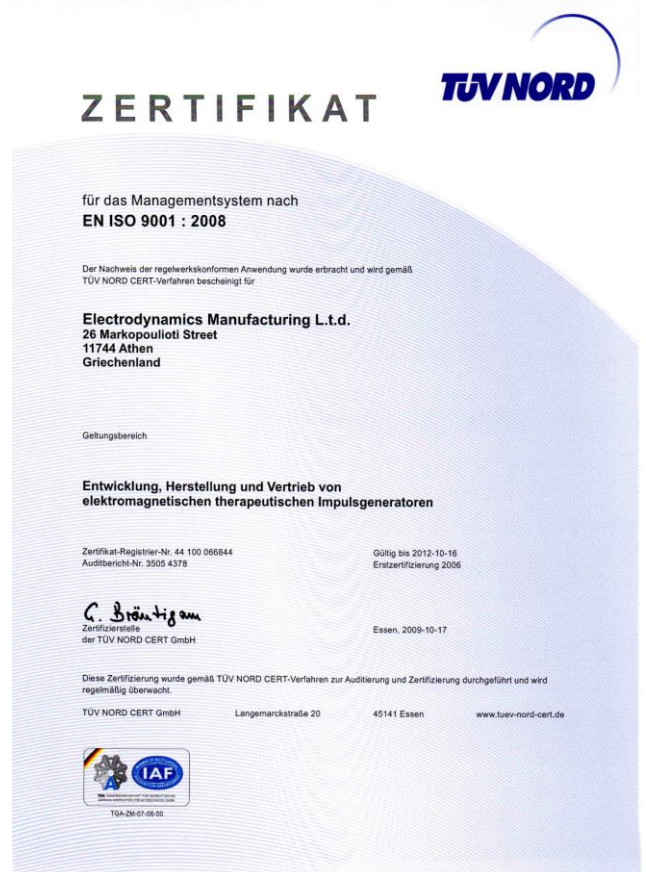 TÜV NORD
ZERTIFIKAT
für das Managementsystem nach
EN ISO 9001 : 2008
Der Nachweis der regelwerkskonformen Anwendung wurde erbracht und wird gemäß
TÜV NORD CERT-Verfahren bescheinigt für
Electrodynamics Manufacturing L.t.d.
26 Markopoulioti Street
11744 Athen
Griechenland
Geltungsbereich
Entwicklung, Herstellung und Vertrieb von
elektromagnetischen therapeutischen Impulsgeneratoren
Zertifikat-Registrier-Nr. 44 100 066844
Auditbericht-Nr. 3505 4378
Gültig bis 2012-10-16
Erstzertifizierung 2006
G. Bräutigam
Zertifizierstelle
der TÜV NORD CERT GmbH
Essen, 2009-10-17
Diese Zertifizierung wurde gemäß TÜV NORD CERT-Verfahren zur Auditierung und Zertifizierung durchgeführt und wird
regelmäßig überwacht.
TÜV NORD CERT GmbH Langemarckstraße 20 45141 Essen www.tuev-nord-cert.de
IAF
TGA-ZM-07-06-00